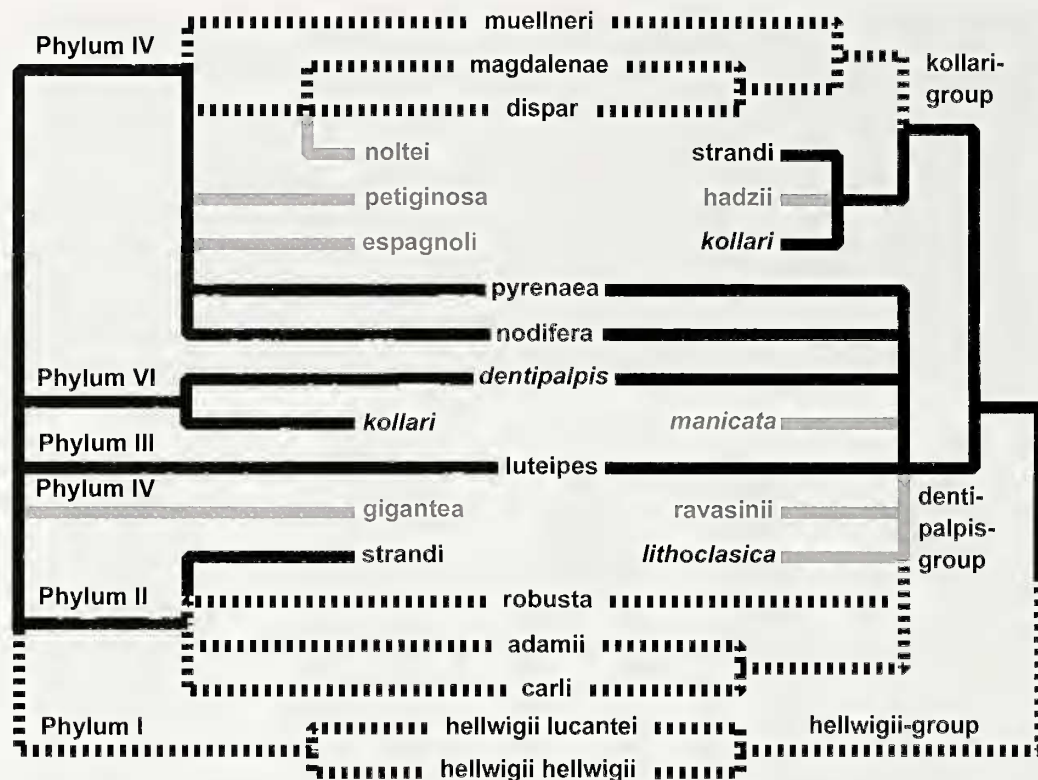 muellneri
Phylum IV
magdalenae
kollari-
group
dispar
noltei
strandi
petiginosa
hadzii
espagnoli
kollari
pyrenaea
nodifera
Phylum VI
dentipalpis
kollari
manicata
Phylum III
luteipes
Phylum IV
gigantea
ravasinii
denti-
palpis-
group
strandi
lithoclasica
Phylum II
robusta
adamii
carli
Phylum I
hellwigii lucantei
hellwigii-group
hellwigii hellwigii